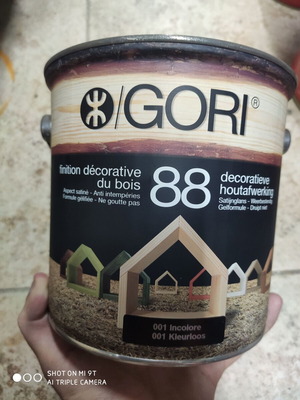 /GORI®
finition décorative
du bois
Aspect satiné - Anti intempéries
Formule gélifiée - Ne goutte pas
88
decoratieve
houtafwerking
Satijnglans - Weerbestendig
Gelformule - Druipt niet
001 Incolore
001 Kleurloos
SHOT ON MI 9T
AI TRIPLE CAMERA